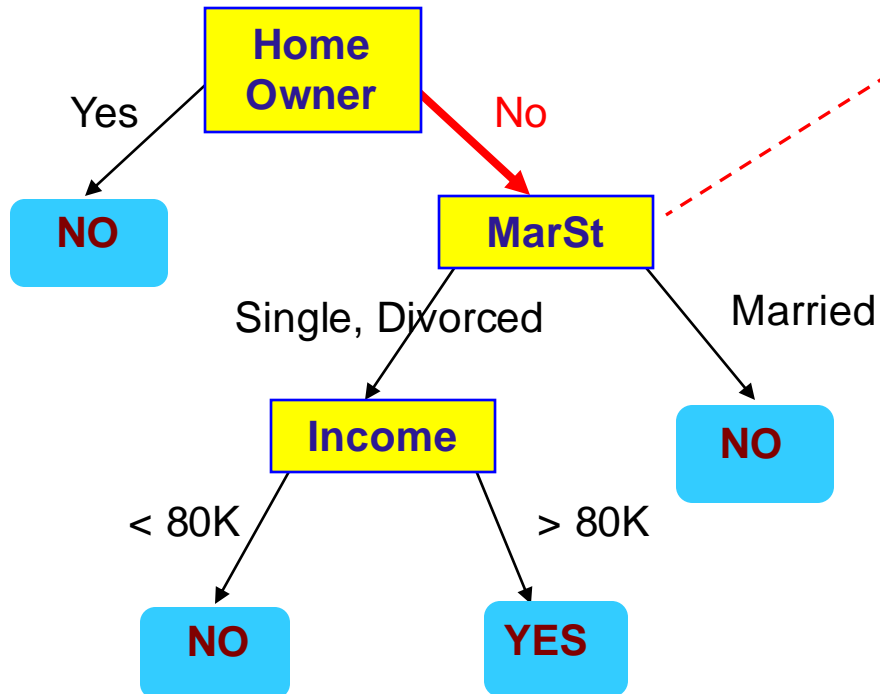 Home
Owner
Yes
No
NO
MarSt
Single, Divorced
Married
Income
NO
< 80K
> 80K
NO
YES